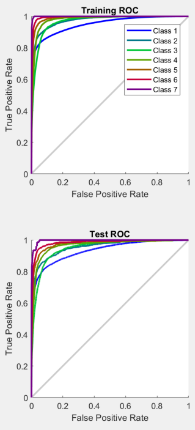 Training ROC
1
0.8
0.6
0.4
0.2
0
True Positive Rate
Class 1
Class 2
Class 3
Class 4
Class 5
Class 6
Class 7
0 0.2 0.4 0.6 0.8 1
False Positive Rate
Test ROC
1
0.8
0.6
0.4
0.2
0
True Positive Rate
0 0.2 0.4 0.6 0.8 1
False Positive Rate